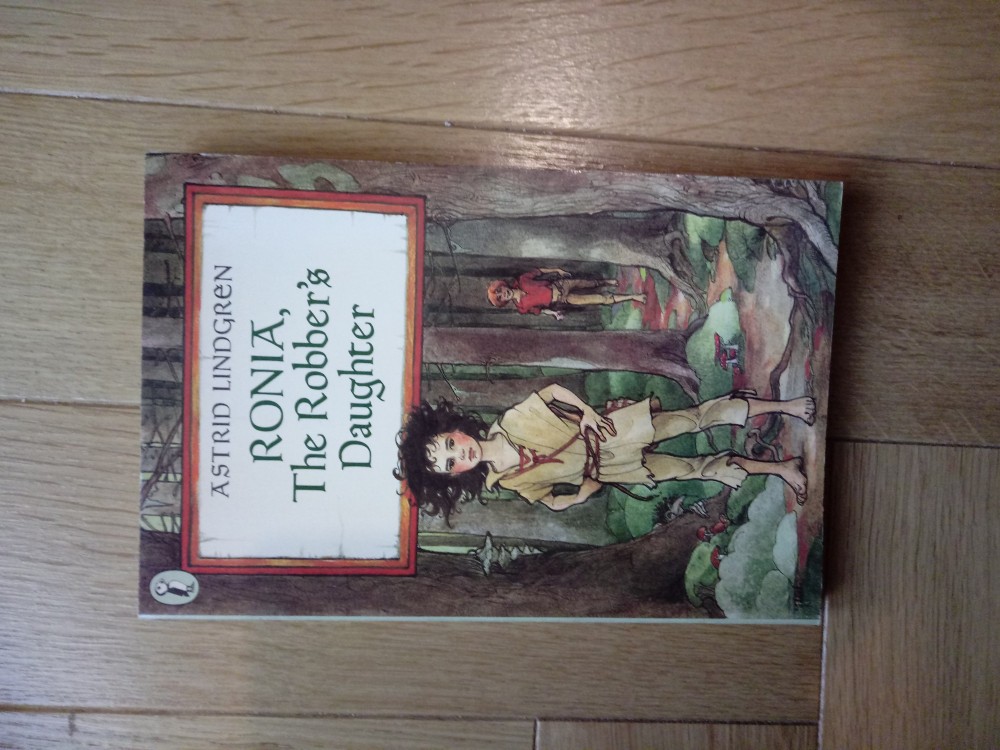 ASTRID LINDGREN
RONIA,
The Robber's
Daughter